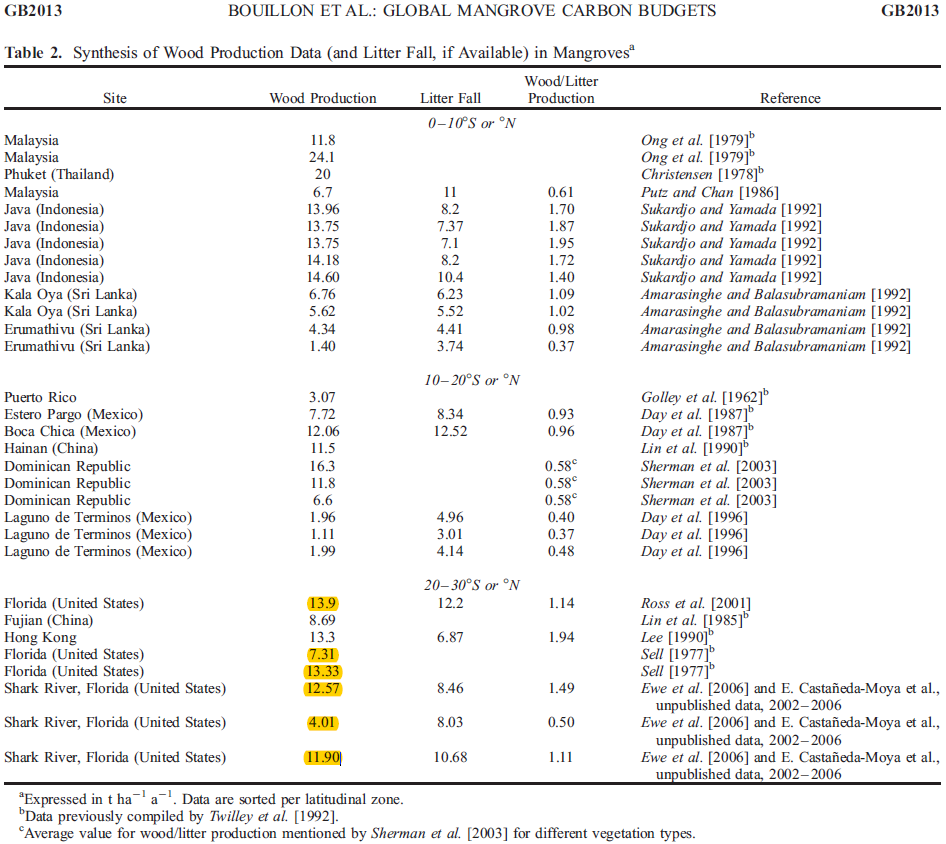 GB2013 BOUILLON ET AL.: GLOBAL MANGROVE CARBON BUDGETS GB2013
Table 2. Synthesis of Wood Production Data (and Litter Fall, if Available) in Mangrovesᵃ
Site Wood Production Litter Fall Wood/Litter Production Reference
0–10°S or °N
Malaysia 11.8 Ong et al. [1979]ᵇ
Malaysia 24.1 Ong et al. [1979]ᵇ
Phuket (Thailand) 20 Christensen [1978]ᵇ
Malaysia 6.7 11 0.61 Putz and Chan [1986]
Java (Indonesia) 13.96 8.2 1.70 Sukardjo and Yamada [1992]
Java (Indonesia) 13.75 7.37 1.87 Sukardjo and Yamada [1992]
Java (Indonesia) 13.75 7.1 1.95 Sukardjo and Yamada [1992]
Java (Indonesia) 14.18 8.2 1.72 Sukardjo and Yamada [1992]
Java (Indonesia) 14.60 10.4 1.40 Sukardjo and Yamada [1992]
Kala Oya (Sri Lanka) 6.76 6.23 1.09 Amarasinghe and Balasubramaniam [1992]
Kala Oya (Sri Lanka) 5.62 5.52 1.02 Amarasinghe and Balasubramaniam [1992]
Erumathivu (Sri Lanka) 4.34 4.41 0.98 Amarasinghe and Balasubramaniam [1992]
Erumathivu (Sri Lanka) 1.40 3.74 0.37 Amarasinghe and Balasubramaniam [1992]
10–20°S or °N
Puerto Rico 3.07 Golley et al. [1962]ᵇ
Estero Pargo (Mexico) 7.72 8.34 0.93 Day et al. [1987]ᵇ
Boca Chica (Mexico) 12.06 12.52 0.96 Day et al. [1987]ᵇ
Hainan (China) 11.5 Lin et al. [1990]ᵇ
Dominican Republic 16.3 0.58ᶜ Sherman et al. [2003]
Dominican Republic 11.8 0.58ᶜ Sherman et al. [2003]
Dominican Republic 6.6 0.58ᶜ Sherman et al. [2003]
Laguno de Terminos (Mexico) 1.96 4.96 0.40 Day et al. [1996]
Laguno de Terminos (Mexico) 1.11 3.01 0.37 Day et al. [1996]
Laguno de Terminos (Mexico) 1.99 4.14 0.48 Day et al. [1996]
20–30°S or °N
Florida (United States) 13.9 12.2 1.14 Ross et al. [2001]
Fujian (China) 8.69 Lin et al. [1985]ᵇ
Hong Kong 13.3 6.87 1.94 Lee [1990]ᵇ
Florida (United States) 7.31 Sell [1977]ᵇ
Florida (United States) 13.33 Sell [1977]ᵇ
Shark River, Florida (United States) 12.57 8.46 1.49 Ewe et al. [2006] and E. Castañeda-Moya et al.,
unpublished data, 2002–2006
Shark River, Florida (United States) 4.01 8.03 0.50 Ewe et al. [2006] and E. Castañeda-Moya et al.,
unpublished data, 2002–2006
Shark River, Florida (United States) 11.90 10.68 1.11 Ewe et al. [2006] and E. Castañeda-Moya et al.,
unpublished data, 2002–2006
ᵃExpressed in t ha⁻¹ a⁻¹. Data are sorted per latitudinal zone.
ᵇData previously compiled by Twilley et al. [1992].
ᶜAverage value for wood/litter production mentioned by Sherman et al. [2003] for different vegetation types.